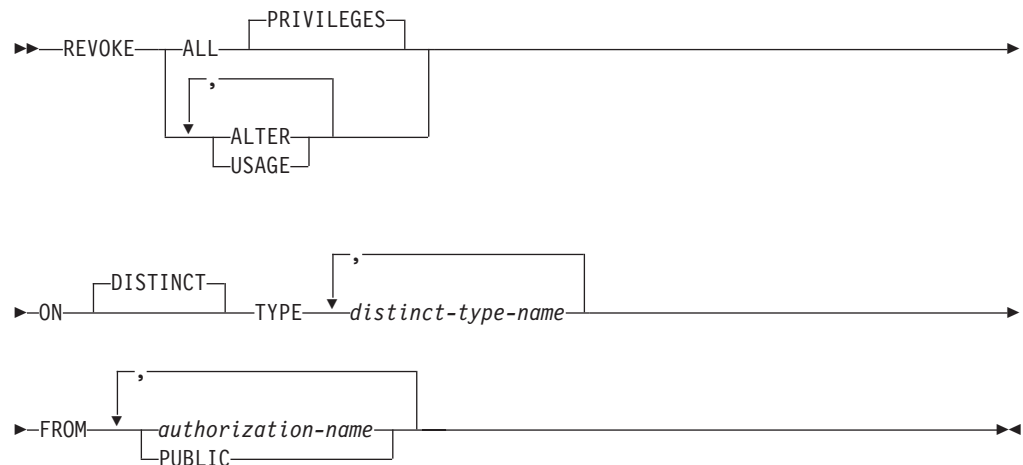 PRIVILEGES
REVOKE ALL
,
ALTER
USAGE
DISTINCT ,
ON TYPE distinct-type-name
,
FROM authorization-name
PUBLIC